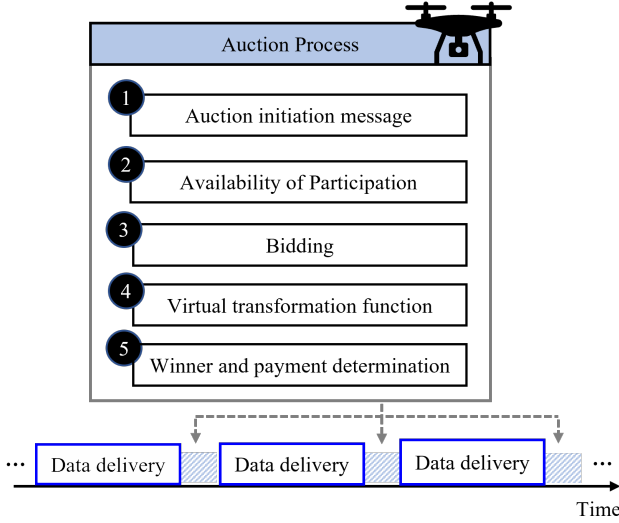 Auction Process
1
Auction initiation message
2
Availability of Participation
3
Bidding
4
Virtual transformation function
5
Winner and payment determination
... Data delivery Data delivery Data delivery ...
Time